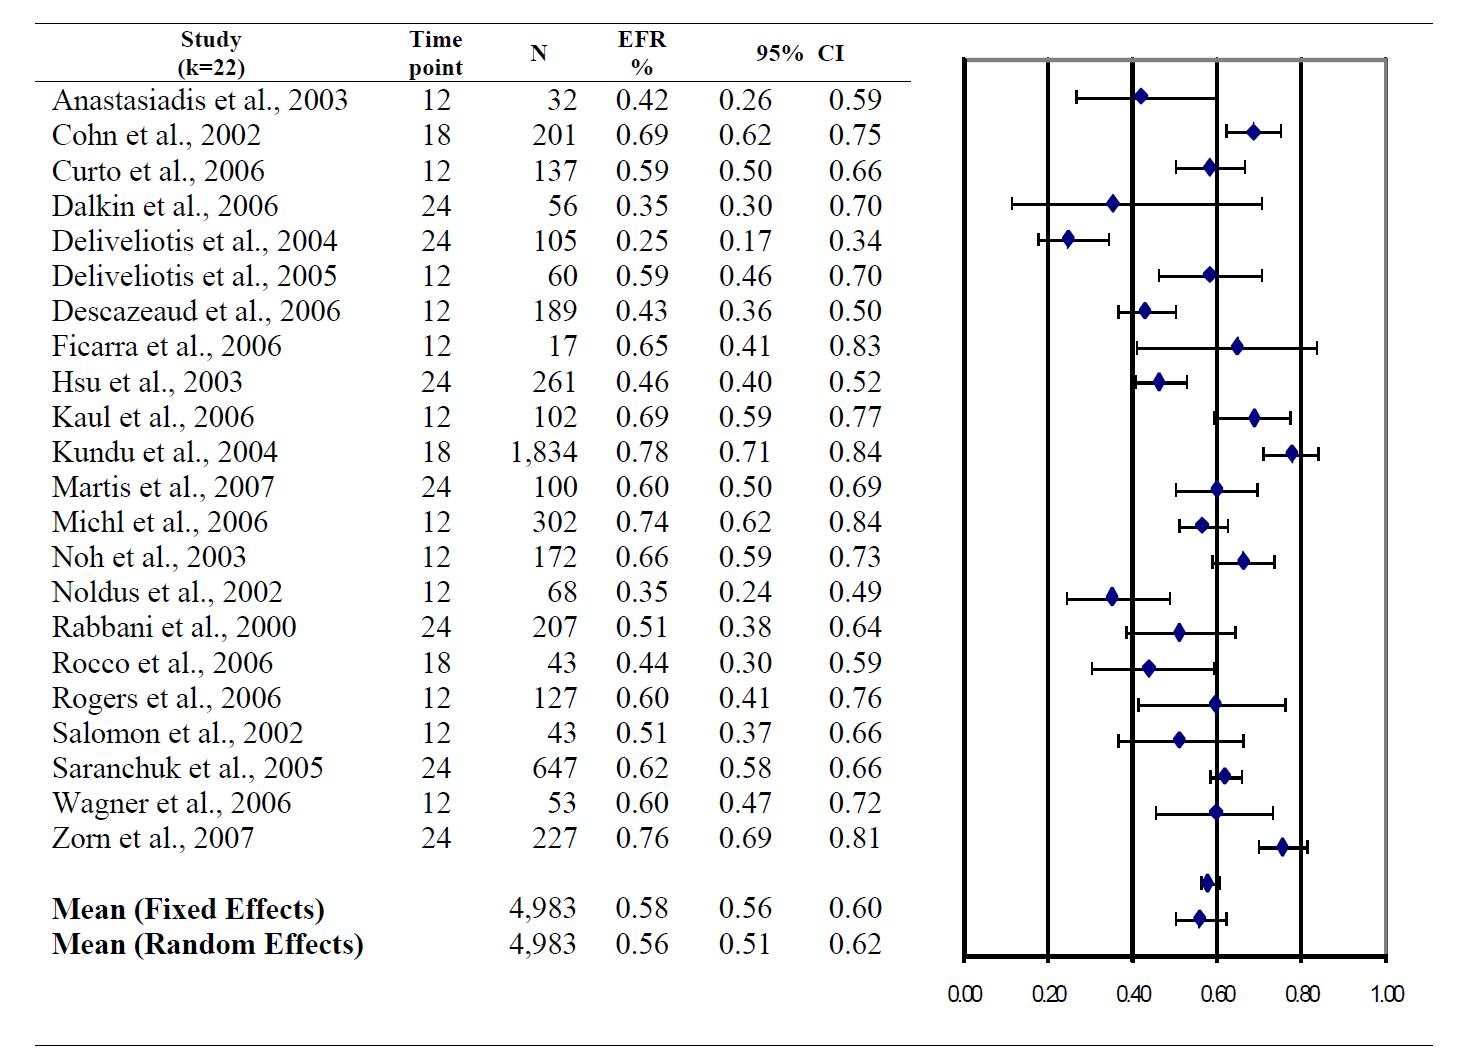 Study Time N EFR 95% CI
(k=22) point %
Anastasiadis et al., 2003 12 32 0.42 0.26 0.59
Cohn et al., 2002 18 201 0.69 0.62 0.75
Curto et al., 2006 12 137 0.59 0.50 0.66
Dalkin et al., 2006 24 56 0.35 0.30 0.70
Deliveliotis et al., 2004 24 105 0.25 0.17 0.34
Deliveliotis et al., 2005 12 60 0.59 0.46 0.70
Descazeaud et al., 2006 12 189 0.43 0.36 0.50
Ficarra et al., 2006 12 17 0.65 0.41 0.83
Hsu et al., 2003 24 261 0.46 0.40 0.52
Kaul et al., 2006 12 102 0.69 0.59 0.77
Kundu et al., 2004 18 1,834 0.78 0.71 0.84
Martis et al., 2007 24 100 0.60 0.50 0.69
Michl et al., 2006 12 302 0.74 0.62 0.84
Noh et al., 2003 12 172 0.66 0.59 0.73
Noldus et al., 2002 12 68 0.35 0.24 0.49
Rabbani et al., 2000 24 207 0.51 0.38 0.64
Rocco et al., 2006 18 43 0.44 0.30 0.59
Rogers et al., 2006 12 127 0.60 0.41 0.76
Salomon et al., 2002 12 43 0.51 0.37 0.66
Saranchuk et al., 2005 24 647 0.62 0.58 0.66
Wagner et al., 2006 12 53 0.60 0.47 0.72
Zorn et al., 2007 24 227 0.76 0.69 0.81
Mean (Fixed Effects) 4,983 0.58 0.56 0.60
Mean (Random Effects) 4,983 0.56 0.51 0.62
0.00 0.20 0.40 0.60 0.80 1.00